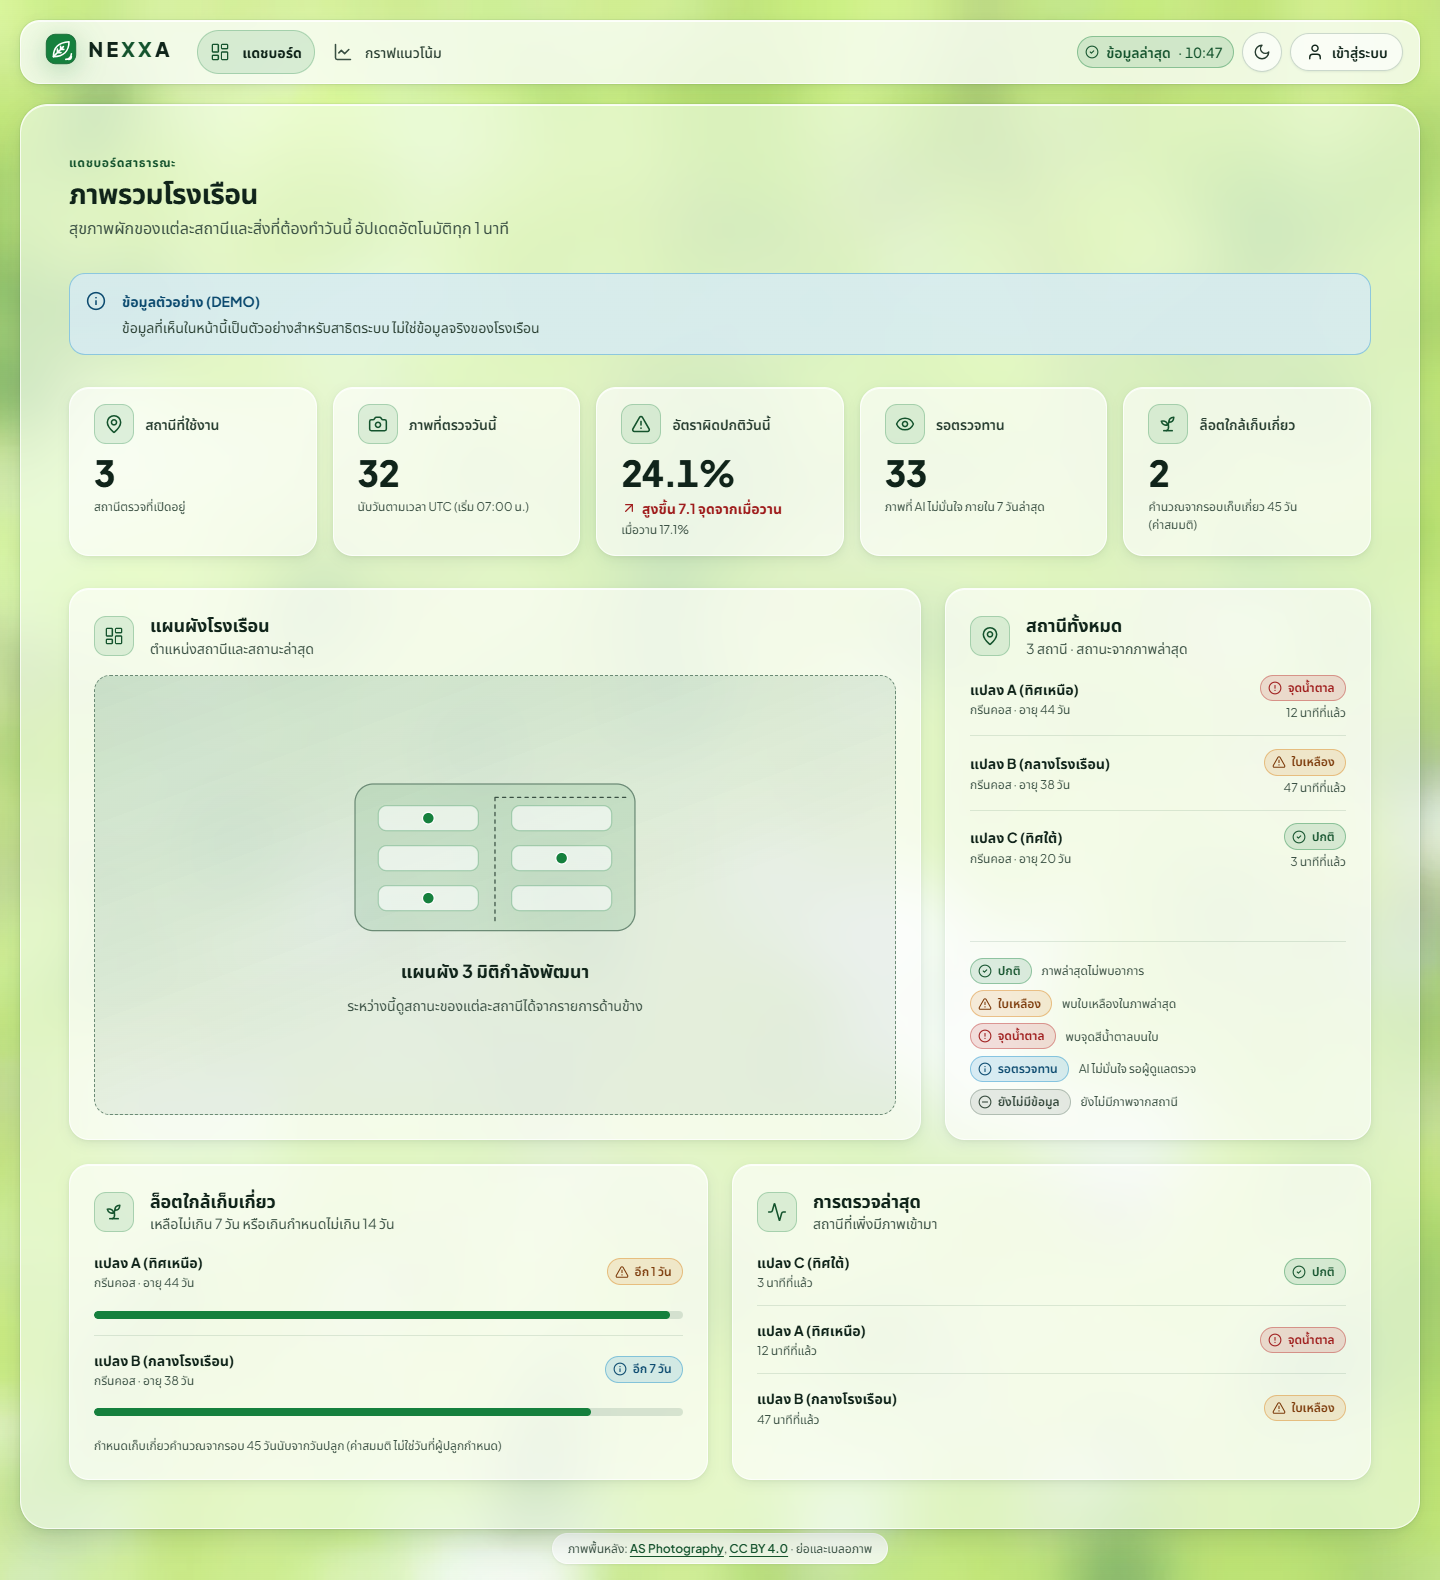 NEXXA
แดชบอร์ด
กราฟแนวโน้ม
ข้อมูลล่าสุด · 10:47
เข้าสู่ระบบ
แดชบอร์ดสาธารณะ
ภาพรวมโรงเรือน
สุขภาพผักของแต่ละสถานีและสิ่งที่ต้องทำวันนี้ อัปเดตอัตโนมัติทุก 1 นาที
ข้อมูลตัวอย่าง (DEMO)
ข้อมูลที่เห็นในหน้านี้เป็นตัวอย่างสำหรับสาธิตระบบ ไม่ใช่ข้อมูลจริงของโรงเรือน
สถานีที่ใช้งาน
3
สถานีตรวจที่เปิดอยู่
ภาพที่ตรวจวันนี้
32
นับวันตามเวลา UTC (เริ่ม 07:00 น.)
อัตราผิดปกติวันนี้
24.1%
สูงขึ้น 7.1 จุดจากเมื่อวาน
เมื่อวาน 17.1%
รอตรวจทาน
33
ภาพที่ AI ไม่มั่นใจ ภายใน 7 วันล่าสุด
ล็อตใกล้เก็บเกี่ยว
2
คำนวณจากรอบเก็บเกี่ยว 45 วัน
(ค่าสมมติ)
แผนผังโรงเรือน
ตำแหน่งสถานีและสถานะล่าสุด
แผนผัง 3 มิติกำลังพัฒนา
ระหว่างนี้ดูสถานะของแต่ละสถานีได้จากรายการด้านข้าง
สถานีทั้งหมด
3 สถานี · สถานะจากภาพล่าสุด
แปลง A (ทิศเหนือ)
กรีนคอส · อายุ 44 วัน
จุดน้ำตาล
12 นาทีที่แล้ว
แปลง B (กลางโรงเรือน)
กรีนคอส · อายุ 38 วัน
ใบเหลือง
47 นาทีที่แล้ว
แปลง C (ทิศใต้)
กรีนคอส · อายุ 20 วัน
ปกติ
3 นาทีที่แล้ว
ปกติ ภาพล่าสุดไม่พบอาการ
ใบเหลือง พบใบเหลืองในภาพล่าสุด
จุดน้ำตาล พบจุดสีน้ำตาลบนใบ
รอตรวจทาน AI ไม่มั่นใจ รอผู้ดูแลตรวจ
ยังไม่มีข้อมูล ยังไม่มีภาพจากสถานี
ล็อตใกล้เก็บเกี่ยว
เหลือไม่เกิน 7 วัน หรือเกินกำหนดไม่เกิน 14 วัน
แปลง A (ทิศเหนือ)
กรีนคอส · อายุ 44 วัน
อีก 1 วัน
แปลง B (กลางโรงเรือน)
กรีนคอส · อายุ 38 วัน
อีก 7 วัน
กำหนดเก็บเกี่ยวคำนวณจากรอบ 45 วันนับจากวันปลูก (ค่าสมมติ ไม่ใช่วันที่ผู้ปลูกกำหนด)
การตรวจล่าสุด
สถานีที่เพิ่งมีภาพเข้ามา
แปลง C (ทิศใต้)
3 นาทีที่แล้ว
ปกติ
แปลง A (ทิศเหนือ)
12 นาทีที่แล้ว
จุดน้ำตาล
แปลง B (กลางโรงเรือน)
47 นาทีที่แล้ว
ใบเหลือง
ภาพพื้นหลัง: AS Photography, CC BY 4.0 · ย่อและเบลอภาพ